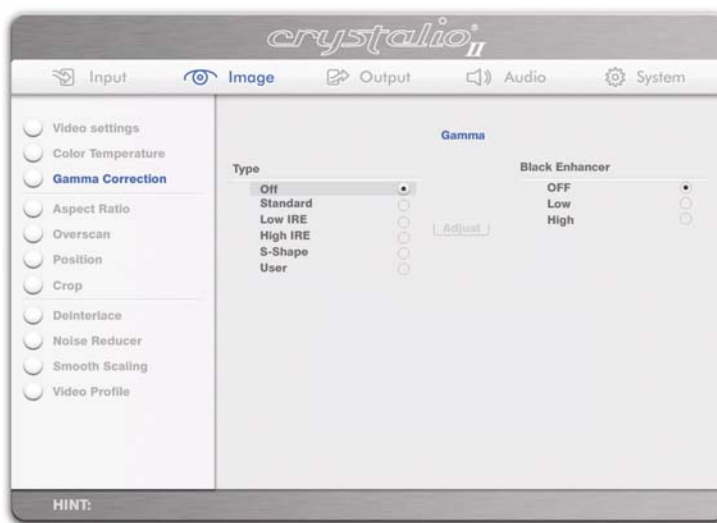 crystalio® II
Input Image Output Audio System
Video settings
Color Temperature
Gamma Correction
Aspect Ratio
Overscan
Position
Crop
Deinterlace
Noise Reducer
Smooth Scaling
Video Profile
Gamma
Type
Off
Standard
Low IRE
High IRE
S-Shape
User
Adjust
Black Enhancer
OFF
Low
High
HINT: